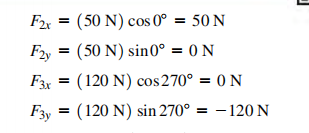 F2x = (50 N) cos 0° = 50 N
F2y = (50 N) sin 0° = 0 N
F3x = (120 N) cos 270° = 0 N
F3y = (120 N) sin 270° = −120 N